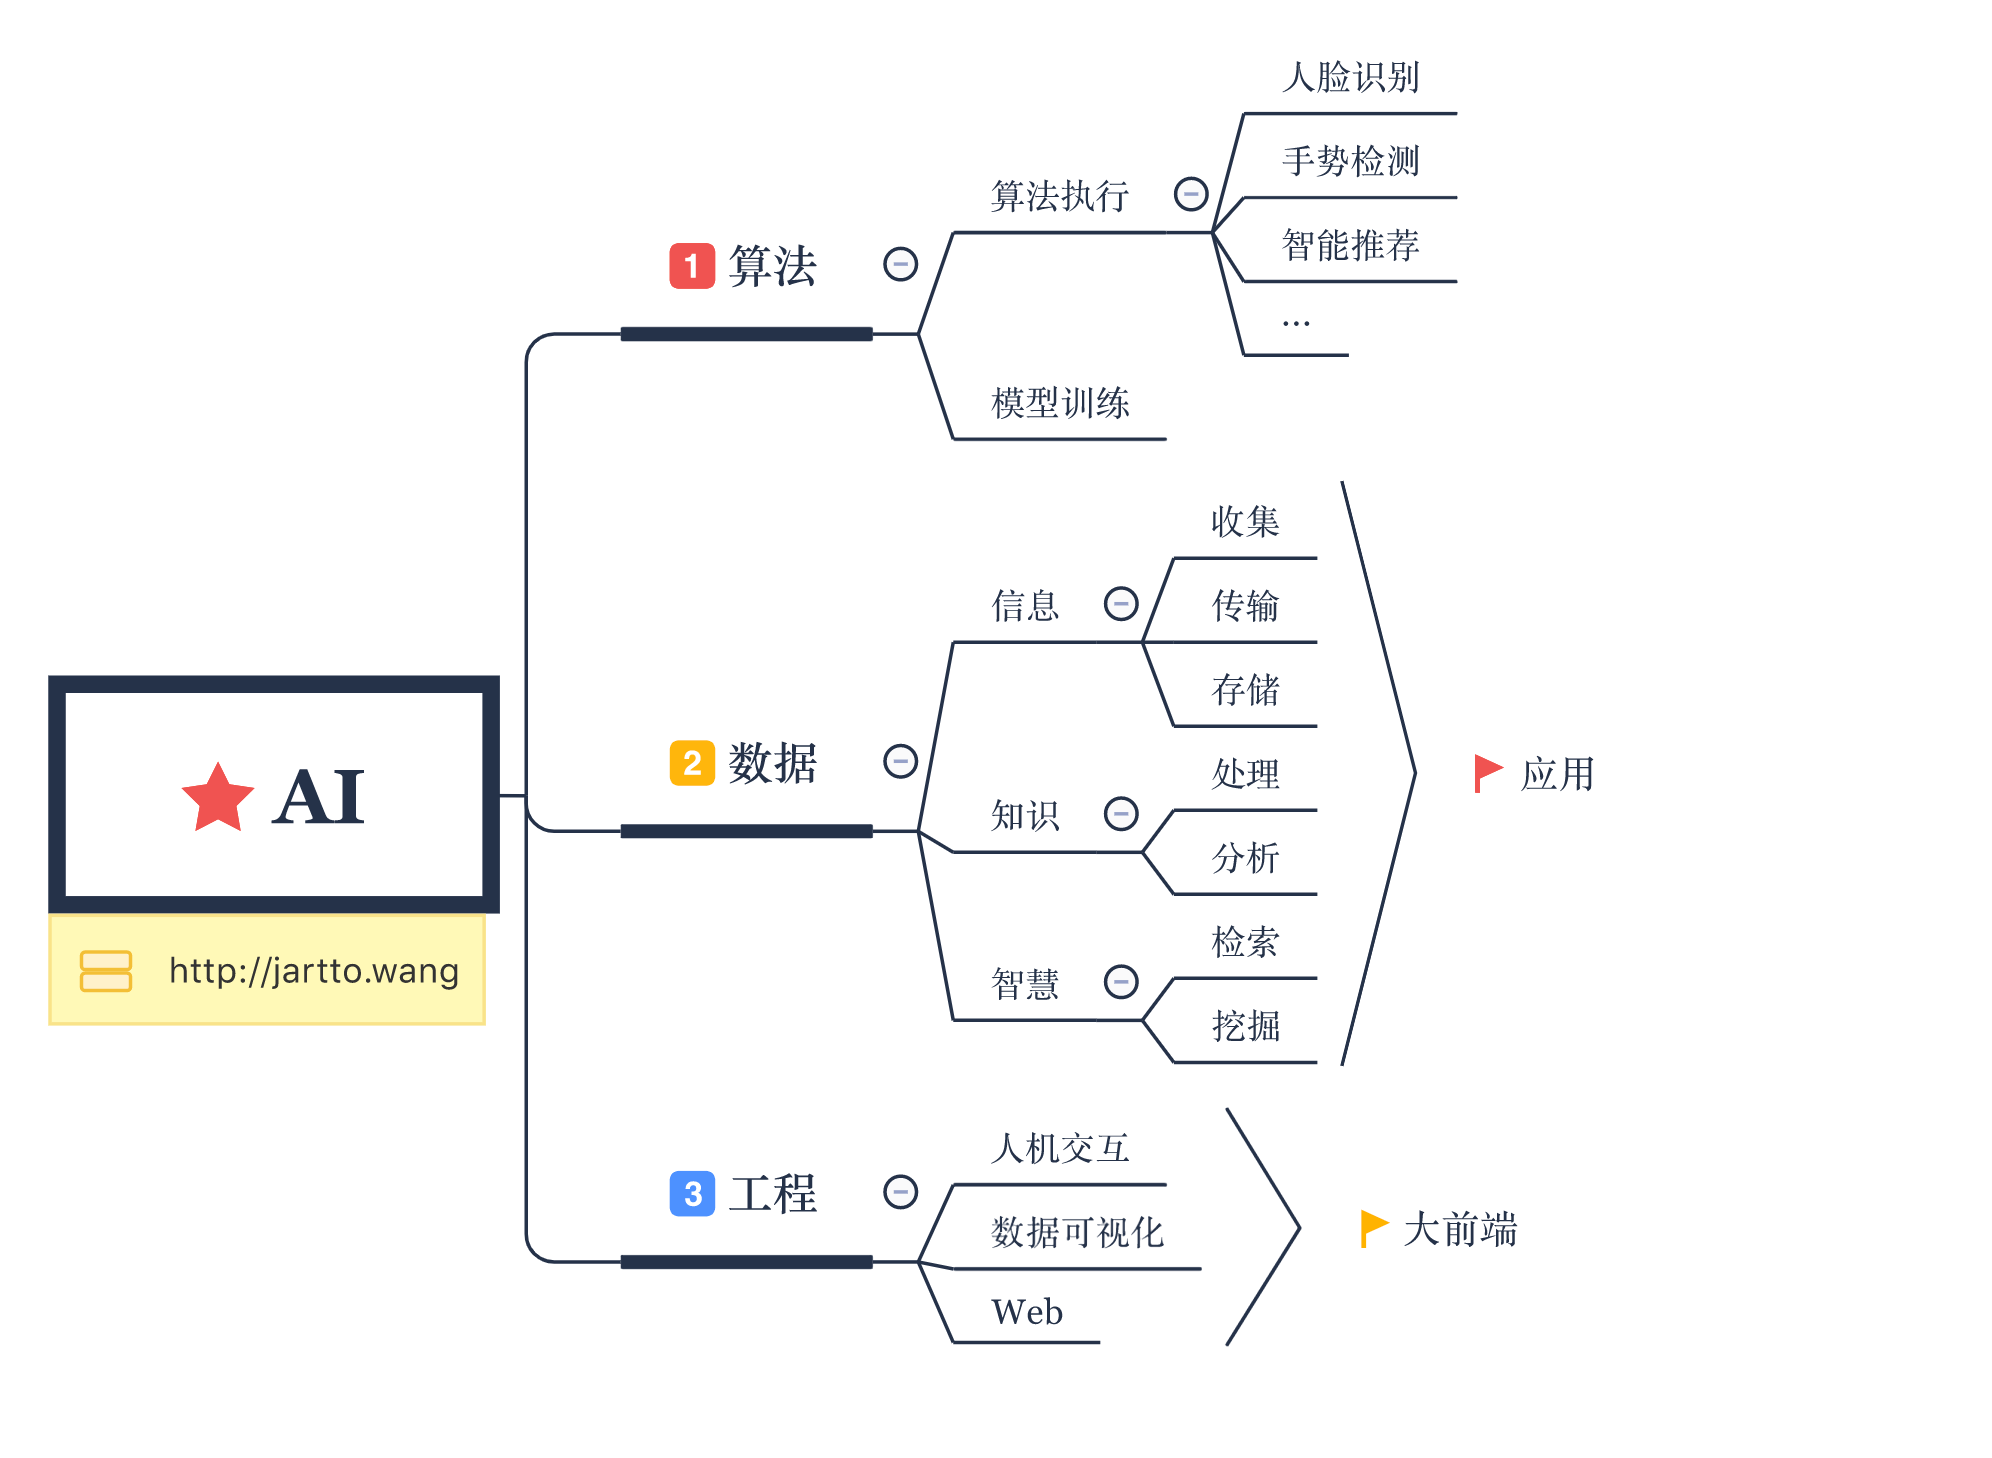 AI
http://jartto.wang
1 算法
算法执行
人脸识别
手势检测
智能推荐
...
模型训练
2 数据
信息
收集
传输
存储
知识
处理
分析
智慧
检索
挖掘
应用
3 工程
人机交互
数据可视化
Web
大前端